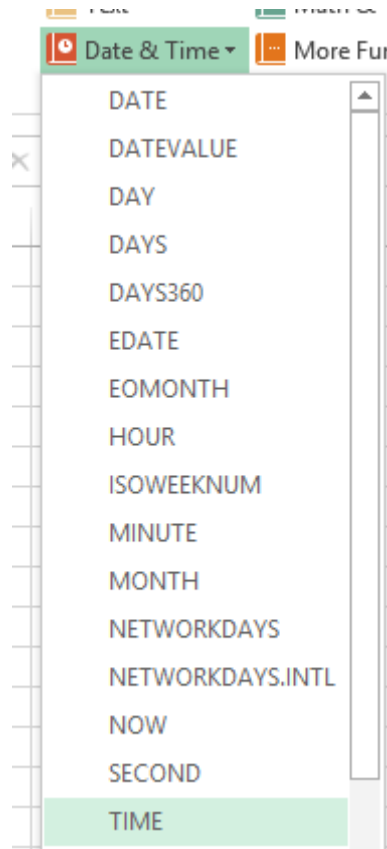 Date & Time
More Fu
DATE
DATEVALUE
DAY
DAYS
DAYS360
EDATE
EOMONTH
HOUR
ISOWEEKNUM
MINUTE
MONTH
NETWORKDAYS
NETWORKDAYS.INTL
NOW
SECOND
TIME